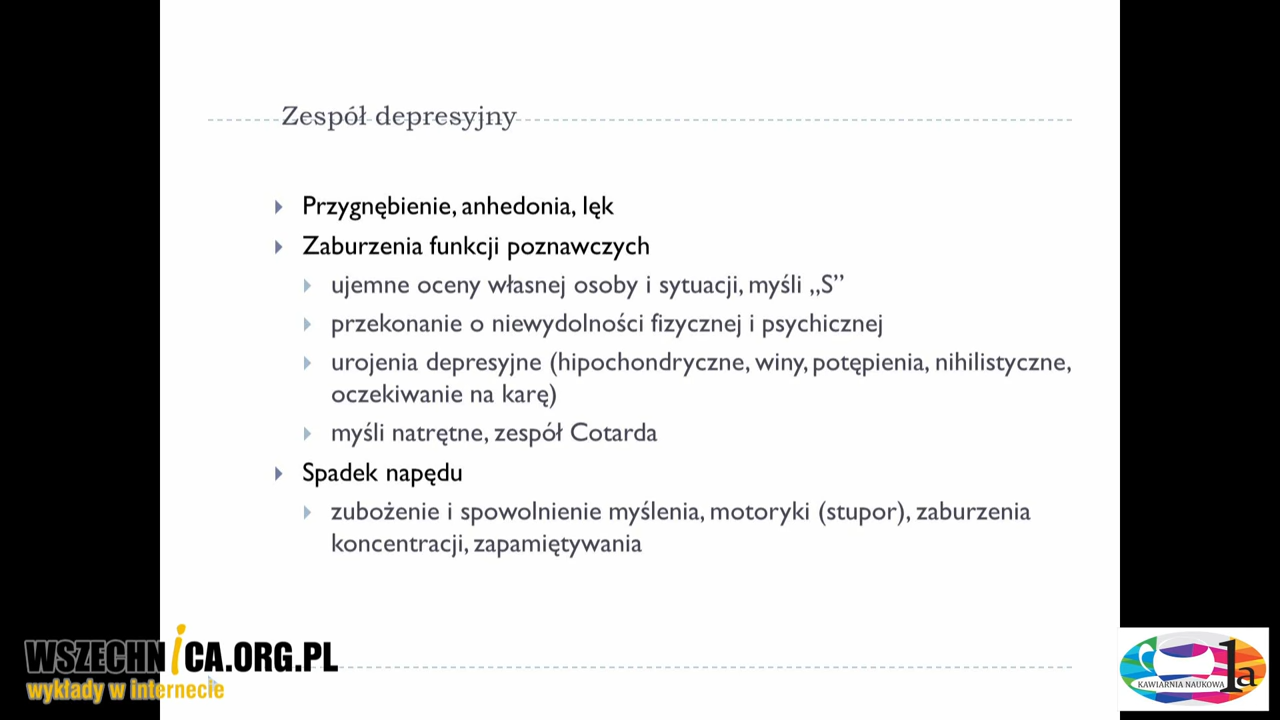 Zespół depresyjny
Przygnębienie, anhedonia, lęk
Zaburzenia funkcji poznawczych
ujemne oceny własnej osoby i sytuacji, myśli „S”
przekonanie o niewydolności fizycznej i psychicznej
urojenia depresyjne (hipochondryczne, winy, potępienia, nihilistyczne,
oczekiwanie na karę)
myśli natrętne, zespół Cotarda
Spadek napędu
zubożenie i spowolnienie myślenia, motoryki (stupor), zaburzenia
koncentracji, zapamiętywania
WSZECHNiCA.ORG.PL
wykłady w internecie
KAWIARNIA NAUKOWA 1a